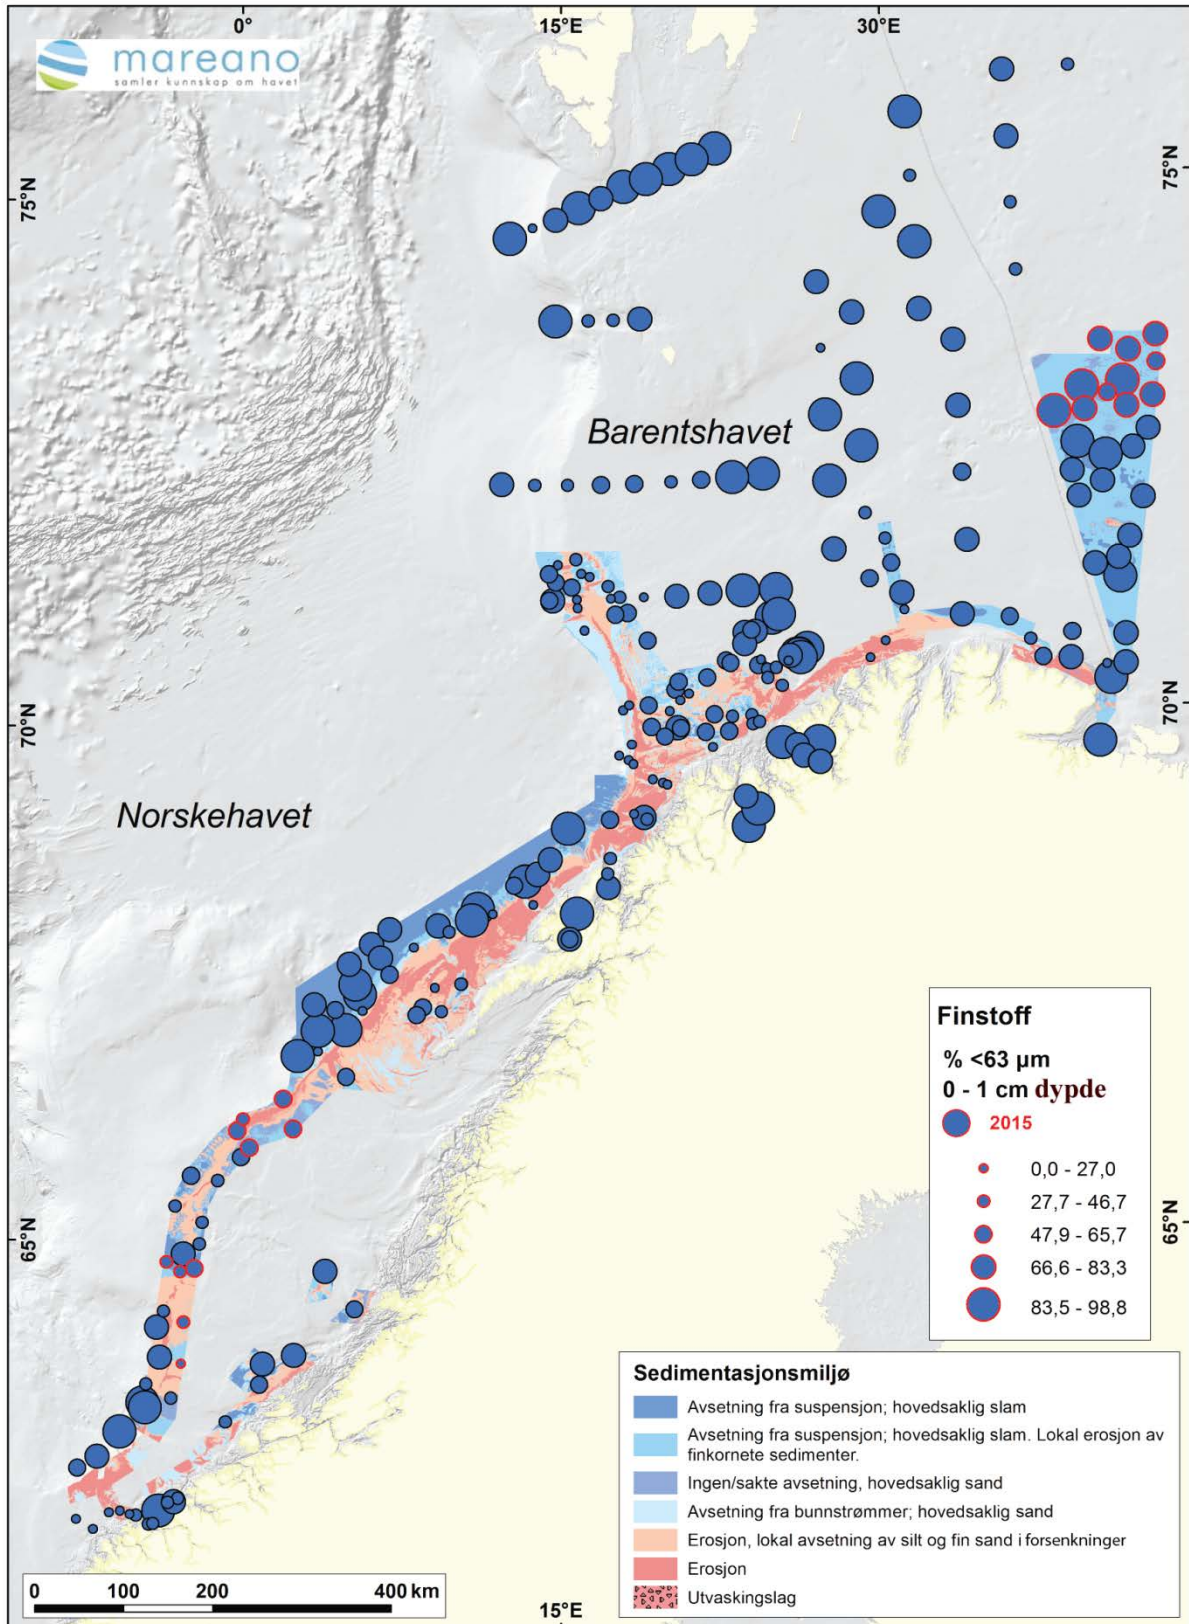 0°
15°E
30°E
mareano
samler kunnskap om havet
75°N
75°N
Barentshavet
70°N
70°N
Norskehavet
65°N
65°N
Finstoff
% <63 µm
0 - 1 cm dypde
2015
0,0 - 27,0
27,7 - 46,7
47,9 - 65,7
66,6 - 83,3
83,5 - 98,8
Sedimentasjonsmiljø
Avsetning fra suspensjon; hovedsaklig slam
Avsetning fra suspensjon; hovedsaklig slam. Lokal erosjon av
finkornete sedimenter.
Ingen/sakte avsetning, hovedsaklig sand
Avsetning fra bunnstrømmer; hovedsaklig sand
Erosjon, lokal avsetning av silt og fin sand i forsenkninger
Erosjon
Utvaskingslag
0 100 200 400 km
15°E